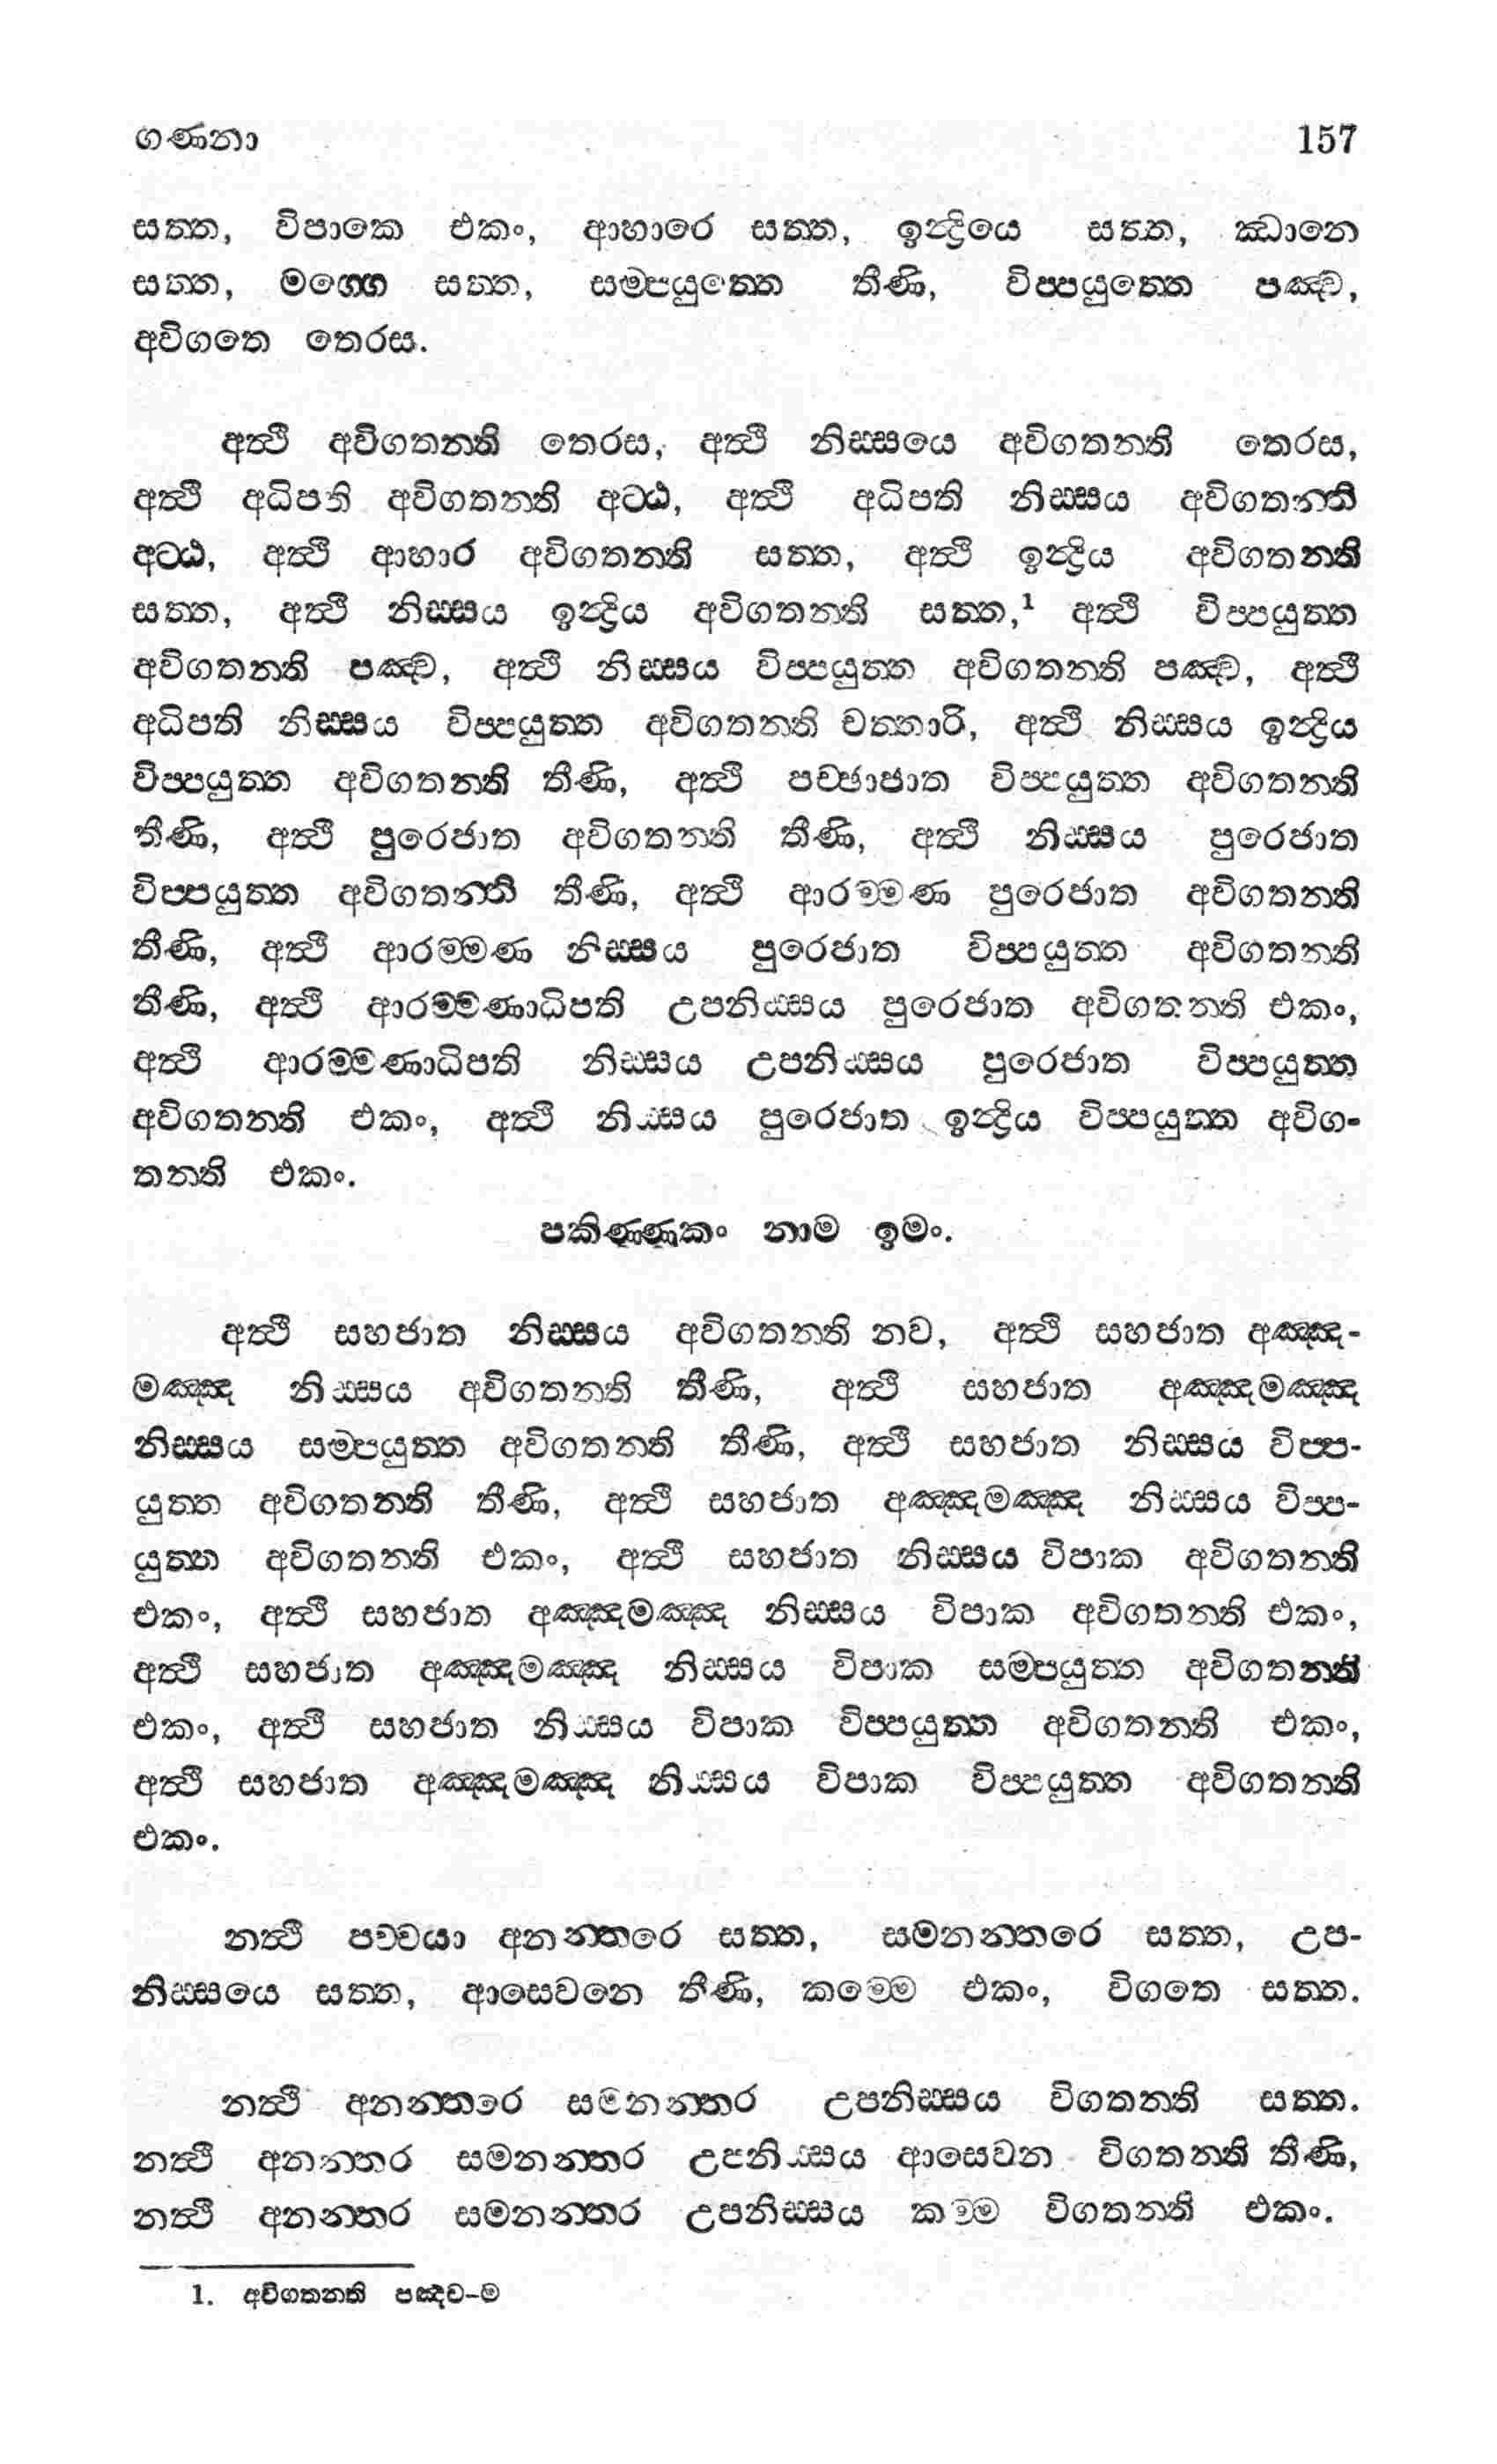 ගණනා 157
සත්ත, විපාකෙ එකං, ආහාරෙ සත්ත, ඉන්ද්‍රියෙ සත්ත, ඣානෙ
සත්ත, මග්ගෙ සත්ත, සම්පයුත්තෙ තීණි, විප්පයුත්තෙ පඤ්ච,
අවිගතෙ තෙරස.
අත්ථි අවිගතන්ති තෙරස, අත්ථි නිස්සයෙ අවිගතන්ති තෙරස,
අත්ථි අධිපති අවිගතන්ති අට්ඨ, අත්ථි අධිපති නිස්සය අවිගතන්ති
අට්ඨ, අත්ථි ආහාර අවිගතන්ති සත්ත, අත්ථි ඉන්ද්‍රිය අවිගතන්ති
සත්ත, අත්ථි නිස්සය ඉන්ද්‍රිය අවිගතන්ති සත්ත,¹ අත්ථි විප්පයුත්ත
අවිගතන්ති පඤ්ච, අත්ථි නිස්සය විප්පයුත්ත අවිගතන්ති පඤ්ච, අත්ථි
අධිපති නිස්සය විප්පයුත්ත අවිගතන්ති චත්තාරි, අත්ථි නිස්සය ඉන්ද්‍රිය
විප්පයුත්ත අවිගතන්ති තීණි, අත්ථි පච්ඡාජාත විප්පයුත්ත අවිගතන්ති
තීණි, අත්ථි පුරෙජාත අවිගතන්ති තීණි, අත්ථි නිස්සය පුරෙජාත
විප්පයුත්ත අවිගතන්ති තීණි, අත්ථි ආරම්මණ පුරෙජාත අවිගතන්ති
තීණි, අත්ථි ආරම්මණ නිස්සය පුරෙජාත විප්පයුත්ත අවිගතන්ති
තීණි, අත්ථි ආරම්මණාධිපති උපනිස්සය පුරෙජාත අවිගතන්ති එකං,
අත්ථි ආරම්මණාධිපති නිස්සය උපනිස්සය පුරෙජාත විප්පයුත්ත
අවිගතන්ති එකං, අත්ථි නිස්සය පුරෙජාත ඉන්ද්‍රිය විප්පයුත්ත අවිග-
තන්ති එකං.
පකිණ්ණකං නාම ඉමං.
අත්ථි සහජාත නිස්සය අවිගතන්ති නව, අත්ථි සහජාත අඤ්ඤ-
මඤ්ඤ නිස්සය අවිගතන්ති තීණි, අත්ථි සහජාත අඤ්ඤමඤ්ඤ
නිස්සය සම්පයුත්ත අවිගතන්ති තීණි, අත්ථි සහජාත නිස්සය විප්ප-
යුත්ත අවිගතන්ති තීණි, අත්ථි සහජාත අඤ්ඤමඤ්ඤ නිස්සය විප්ප-
යුත්ත අවිගතන්ති එකං, අත්ථි සහජාත නිස්සය විපාක අවිගතන්ති
එකං, අත්ථි සහජාත අඤ්ඤමඤ්ඤ නිස්සය විපාක අවිගතන්ති එකං,
අත්ථි සහජාත අඤ්ඤමඤ්ඤ නිස්සය විපාක සම්පයුත්ත අවිගතන්ති
එකං, අත්ථි සහජාත නිස්සය විපාක විප්පයුත්ත අවිගතන්ති එකං,
අත්ථි සහජාත අඤ්ඤමඤ්ඤ නිස්සය විපාක විප්පයුත්ත අවිගතන්ති
එකං.
නත්ථි පච්චයා අනන්තරෙ සත්ත, සමනන්තරෙ සත්ත, උප-
නිස්සයෙ සත්ත, ආසෙවනෙ තීණි, කම්මෙ එකං, විගතෙ සත්ත.
නත්ථි අනන්තරෙ සමනන්තර උපනිස්සය විගතන්ති සත්ත.
නත්ථි අනන්තර සමනන්තර උපනිස්සය ආසෙවන විගතන්ති තීණි,
නත්ථි අනන්තර සමනන්තර උපනිස්සය කම්ම විගතන්ති එකං.
1. අවිගතන්ති පඤ්ච-ම